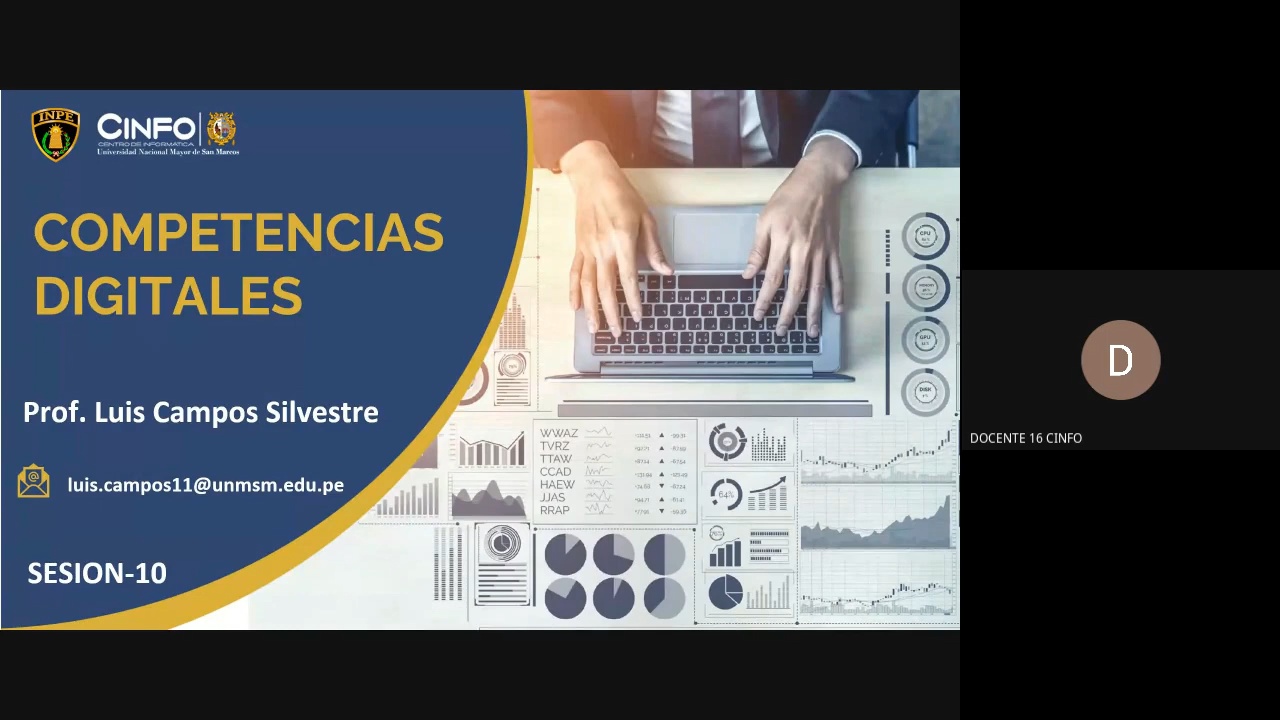 INPE
CINFO
CENTRO DE INFORMÁTICA
Universidad Nacional Mayor de San Marcos
COMPETENCIAS
DIGITALES
Prof. Luis Campos Silvestre
luis.campos11@unmsm.edu.pe
SESION-10
CPU
MEMORY
GPU
DISK
WWAZ
TVRZ
TTAW
CCAD
HAEW
JJAS
RRAP
64%
D
DOCENTE 16 CINFO